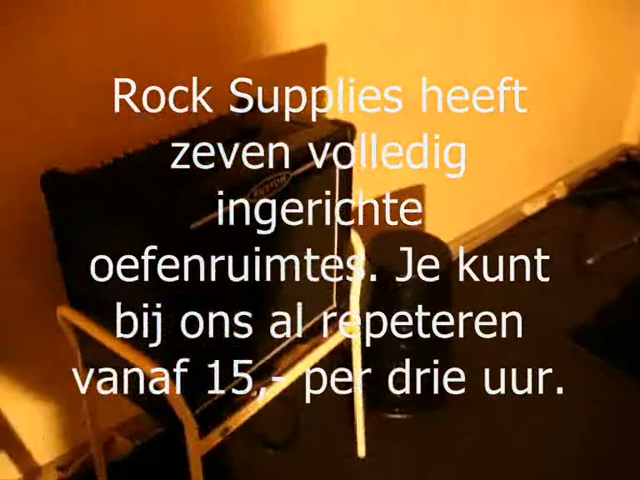 Rock Supplies heeft
zeven volledig
ingerichte
oefenruimtes. Je kunt
bij ons al repeteren
vanaf 15,- per drie uur.